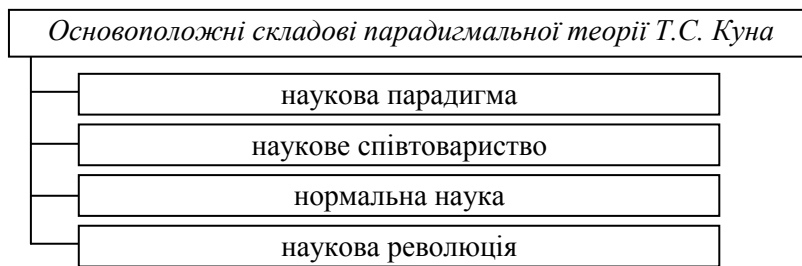 Основоположні складові парадигмальної теорії Т.С. Куна
наукова парадигма
наукове співтовариство
нормальна наука
наукова революція